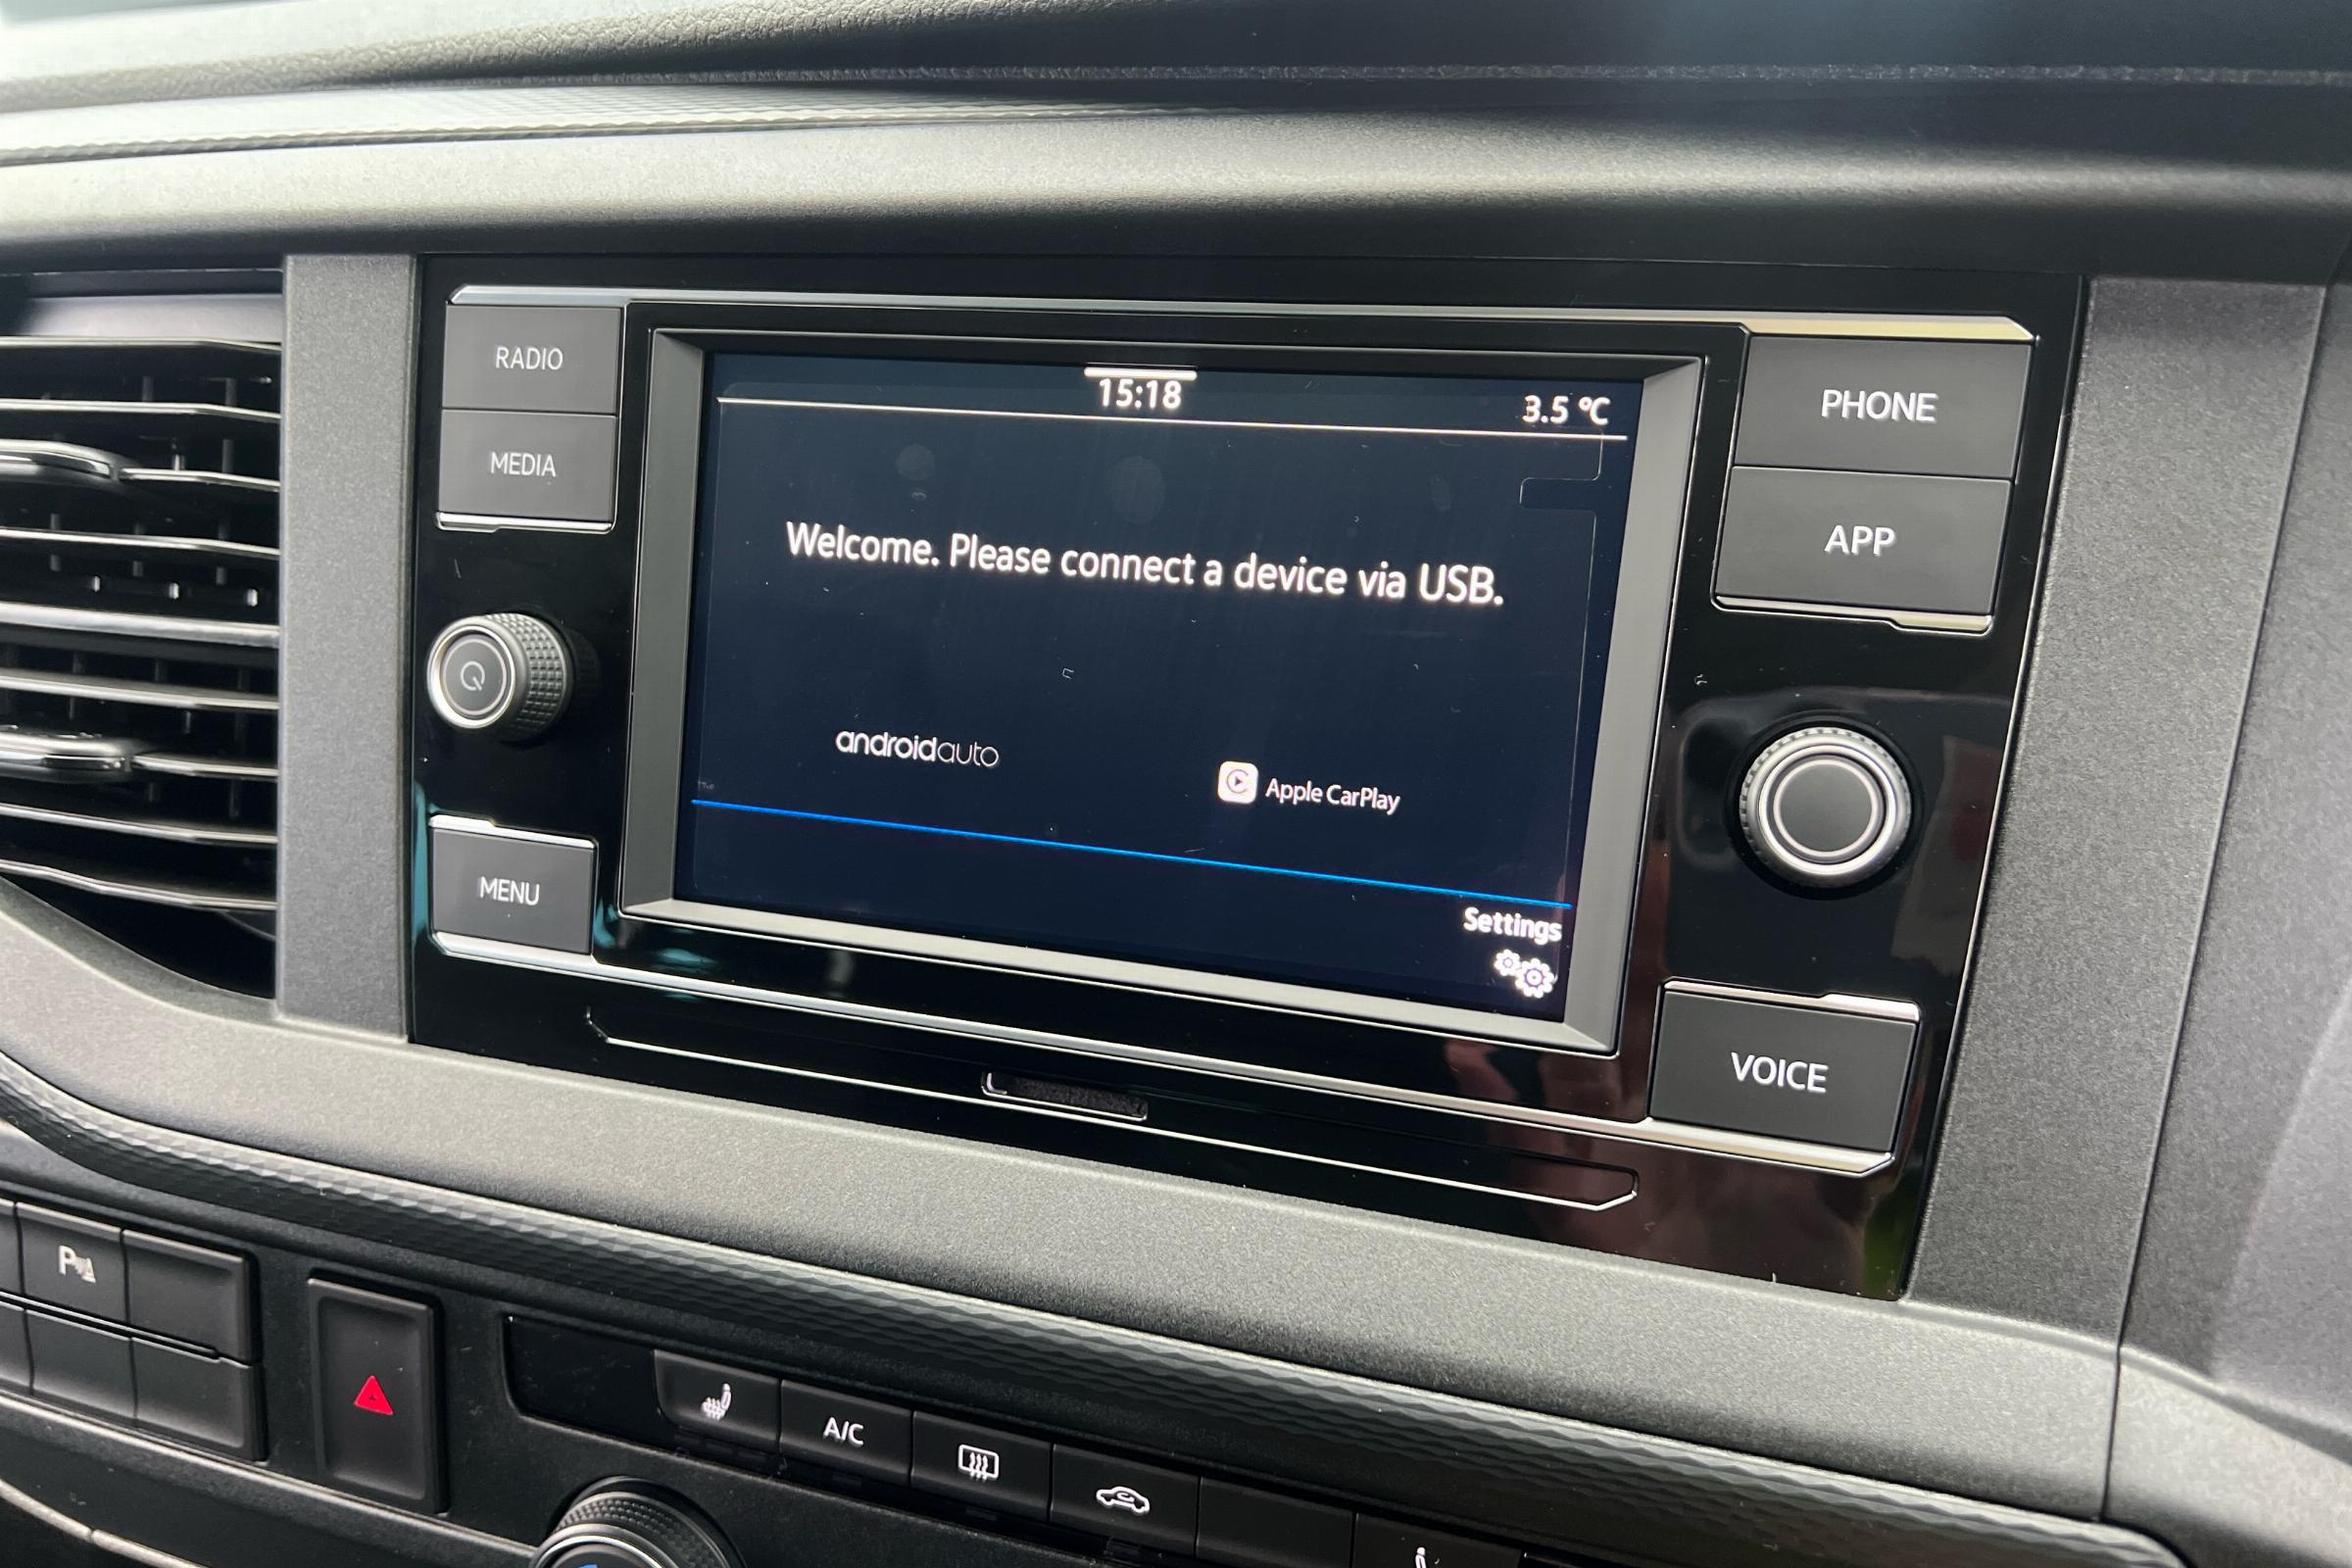 RADIO
MEDIA
MENU
15:18
3.5 °C
Welcome. Please connect a device via USB.
androidauto
Apple CarPlay
Settings
PHONE
APP
VOICE
P
A/C